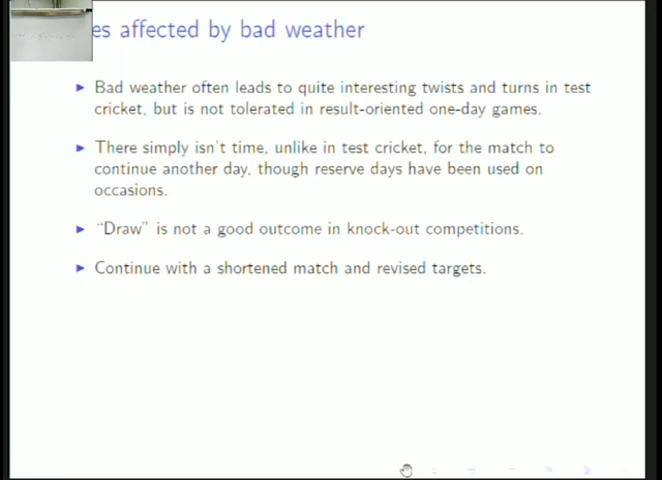 es affected by bad weather
Bad weather often leads to quite interesting twists and turns in test
cricket, but is not tolerated in result-oriented one-day games.
There simply isn't time, unlike in test cricket, for the match to
continue another day, though reserve days have been used on
occasions.
“Draw” is not a good outcome in knock-out competitions.
Continue with a shortened match and revised targets.